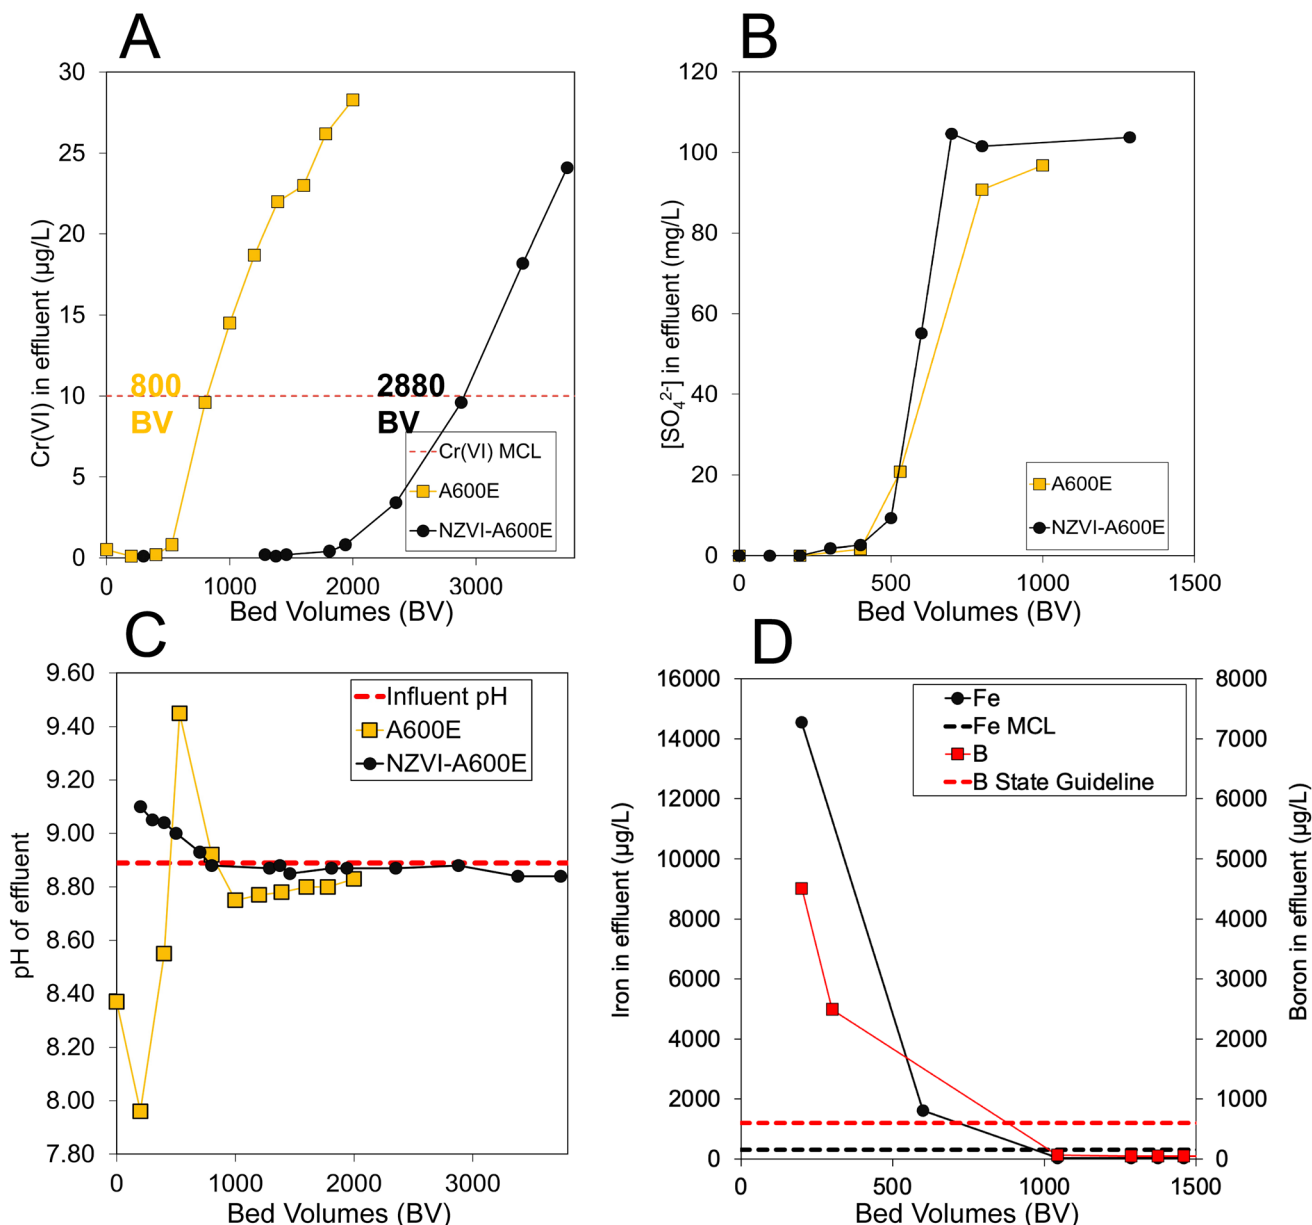 A
30
25
20
15
10
5
0
0
1000
2000
3000
Cr(VI) in effluent (µg/L)
Bed Volumes (BV)
800
BV
2880
BV
Cr(VI) MCL
A600E
NZVI-A600E
B
120
100
80
60
40
20
0
0
500
1000
1500
[SO₄²⁻] in effluent (mg/L)
Bed Volumes (BV)
A600E
NZVI-A600E
C
9.60
9.40
9.20
9.00
8.80
8.60
8.40
8.20
8.00
7.80
0
1000
2000
3000
pH of effluent
Bed Volumes (BV)
Influent pH
A600E
NZVI-A600E
D
16000
14000
12000
10000
8000
6000
4000
2000
0
8000
7000
6000
5000
4000
3000
2000
1000
0
0
500
1000
1500
Iron in effluent (µg/L)
Boron in effluent (µg/L)
Bed Volumes (BV)
Fe
Fe MCL
B
B State Guideline